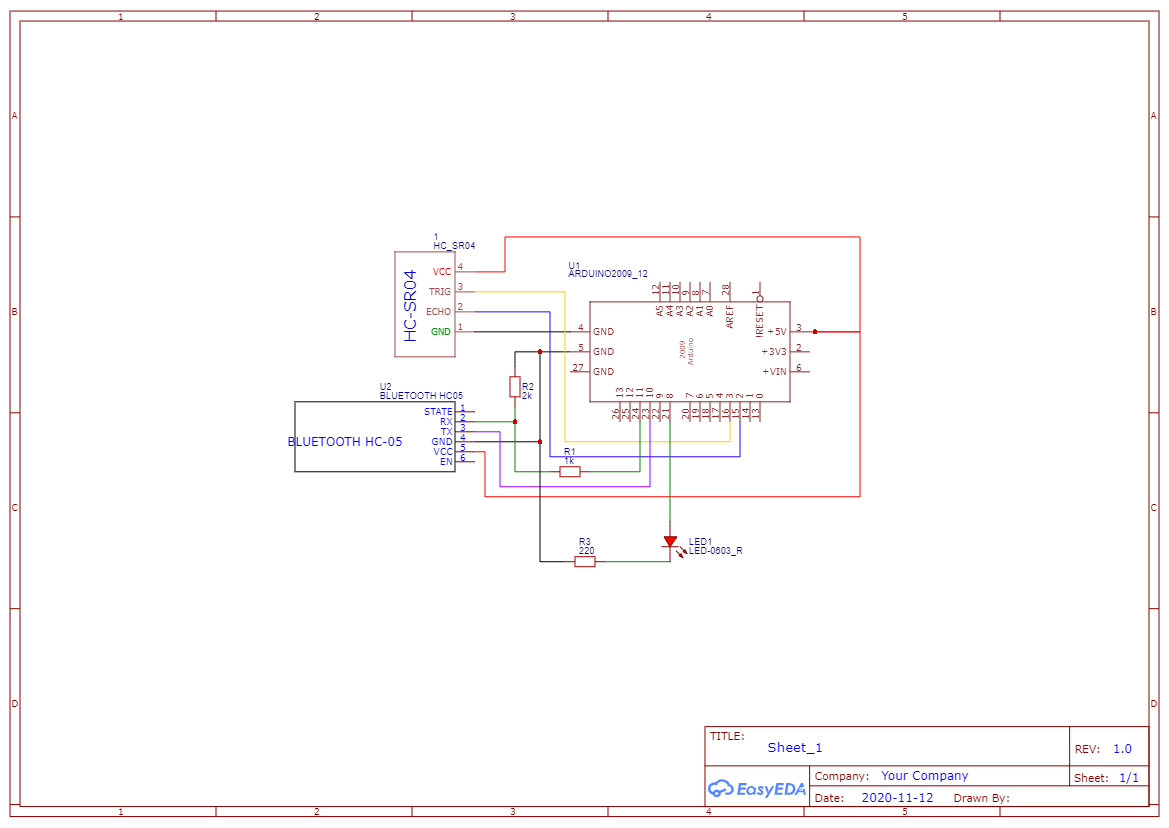 1 2 3 4 5
A A
B B
C C
D D
1
HC_SR04
HC-SR04
VCC 4
TRIG 3
ECHO 2
GND 1
U1
ARDUINO2009_12
12 11 10 9 8 7 28 1
A5 A4 A3 A2 A1 A0 AREF !RESET
4 GND
5 GND
27 GND
2009
Arduino
+5V 3
+3V3 2
+VIN 6
13 12 11 10 9 8 7 6 5 4 3 2 1 0
26 25 24 23 22 21 20 19 18 17 16 15 14 13
R2
2k
U2
BLUETOOTH HC05
BLUETOOTH HC-05
STATE 1
RX 2
TX 3
GND 4
VCC 5
EN 6
R1
1k
R3
220
LED1
LED-0603_R
TITLE:
Sheet_1
REV: 1.0
EasyEDA
Company: Your Company
Sheet: 1/1
Date: 2020-11-12 Drawn By:
1 2 3 4 5